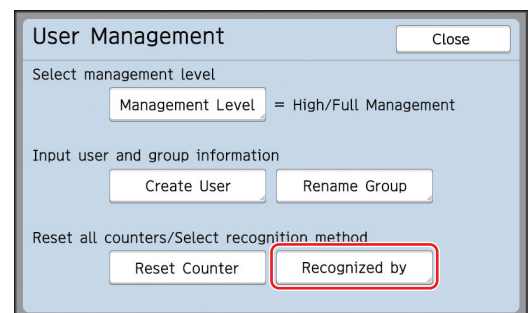 User Management
Close
Select management level
Management Level = High/Full Management
Input user and group information
Create User Rename Group
Reset all counters/Select recognition method
Reset Counter Recognized by